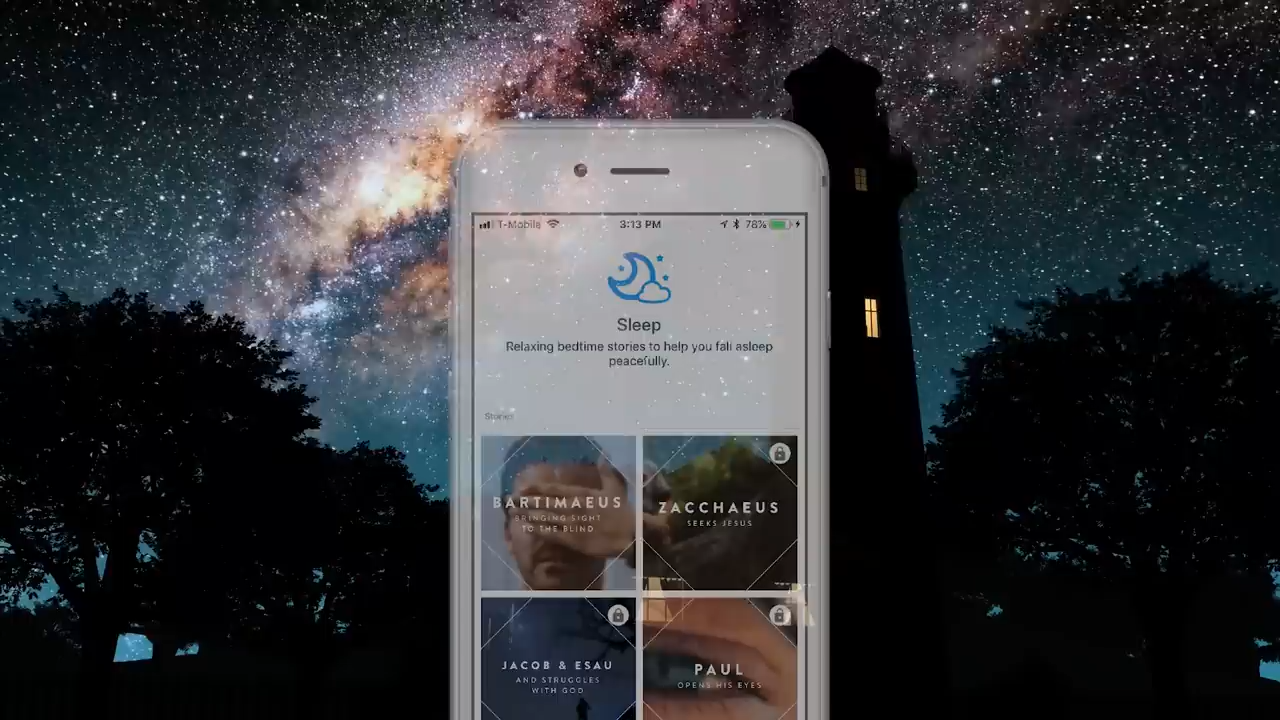 T-Mobile 3:13 PM 78%
Sleep
Relaxing bedtime stories to help you fall asleep
peacefully.
Stories
BARTIMAEUS
BRINGING SIGHT
TO THE BLIND
ZACCHAEUS
SEEKS JESUS
JACOB & ESAU
AND STRUGGLES
WITH GOD
PAUL
OPENS HIS EYES